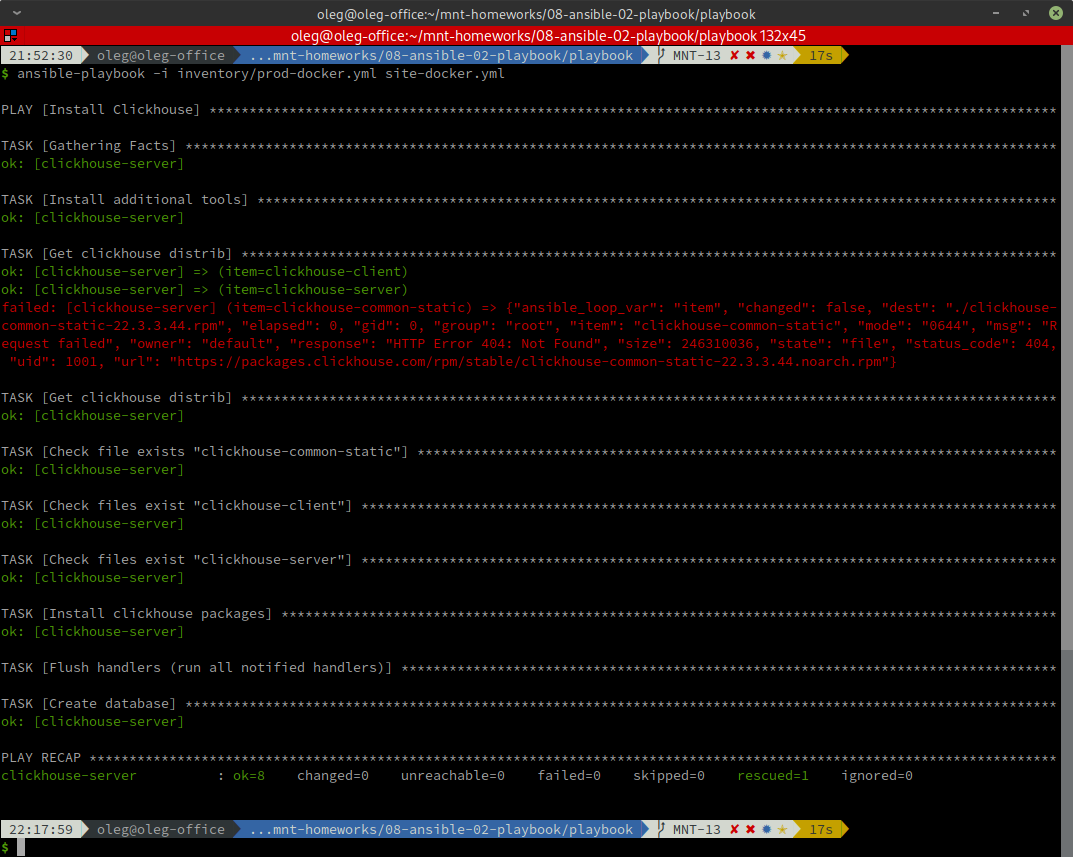 oleg@oleg-office:~/mnt-homeworks/08-ansible-02-playbook/playbook
oleg@oleg-office:~/mnt-homeworks/08-ansible-02-playbook/playbook 132x45
21:52:30 oleg@oleg-office ...mnt-homeworks/08-ansible-02-playbook/playbook MNT-13 ✘ ✖ ✹ ★ 17s
$ ansible-playbook -i inventory/prod-docker.yml site-docker.yml
PLAY [Install Clickhouse] **********************************************************************************************************
TASK [Gathering Facts] *************************************************************************************************************
ok: [clickhouse-server]
TASK [Install additional tools] ****************************************************************************************************
ok: [clickhouse-server]
TASK [Get clickhouse distrib] ******************************************************************************************************
ok: [clickhouse-server] => (item=clickhouse-client)
ok: [clickhouse-server] => (item=clickhouse-server)
failed: [clickhouse-server] (item=clickhouse-common-static) => {"ansible_loop_var": "item", "changed": false, "dest": "./clickhouse-
common-static-22.3.3.44.rpm", "elapsed": 0, "gid": 0, "group": "root", "item": "clickhouse-common-static", "mode": "0644", "msg": "R
equest failed", "owner": "default", "response": "HTTP Error 404: Not Found", "size": 246310036, "state": "file", "status_code": 404,
"uid": 1001, "url": "https://packages.clickhouse.com/rpm/stable/clickhouse-common-static-22.3.3.44.noarch.rpm"}
TASK [Get clickhouse distrib] ******************************************************************************************************
ok: [clickhouse-server]
TASK [Check file exists "clickhouse-common-static"] ********************************************************************************
ok: [clickhouse-server]
TASK [Check files exist "clickhouse-client"] ***************************************************************************************
ok: [clickhouse-server]
TASK [Check files exist "clickhouse-server"] ***************************************************************************************
ok: [clickhouse-server]
TASK [Install clickhouse packages] *************************************************************************************************
ok: [clickhouse-server]
TASK [Flush handlers (run all notified handlers)] **********************************************************************************
TASK [Create database] *************************************************************************************************************
ok: [clickhouse-server]
PLAY RECAP *************************************************************************************************************************
clickhouse-server : ok=8 changed=0 unreachable=0 failed=0 skipped=0 rescued=1 ignored=0
22:17:59 oleg@oleg-office ...mnt-homeworks/08-ansible-02-playbook/playbook MNT-13 ✘ ✖ ✹ ★ 17s
$